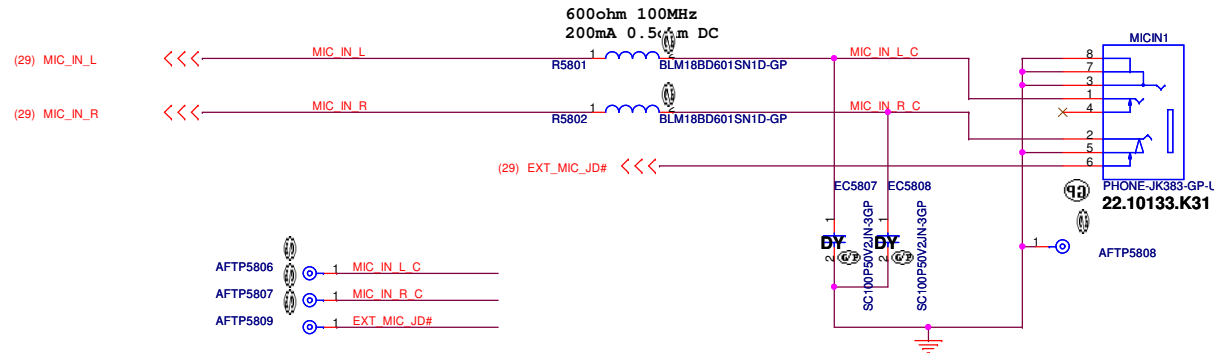 600ohm 100MHz
200mA 0.5ohm DC
MICIN1
(29) MIC_IN_L
MIC_IN_L
1
R5801
BLM18BD601SN1D-GP
MIC_IN_L_C
8
7
3
1
4
2
5
6
(29) MIC_IN_R
MIC_IN_R
1
R5802
BLM18BD601SN1D-GP
MIC_IN_R_C
(29) EXT_MIC_JD#
PHONE-JK383-GP-U
22.10133.K31
EC5807
EC5808
1
1
DY
DY
2
2
SC100P50V2JN-3GP
SC100P50V2JN-3GP
1
AFTP5808
AFTP5806
1
MIC_IN_L_C
AFTP5807
1
MIC_IN_R_C
AFTP5809
1
EXT_MIC_JD#